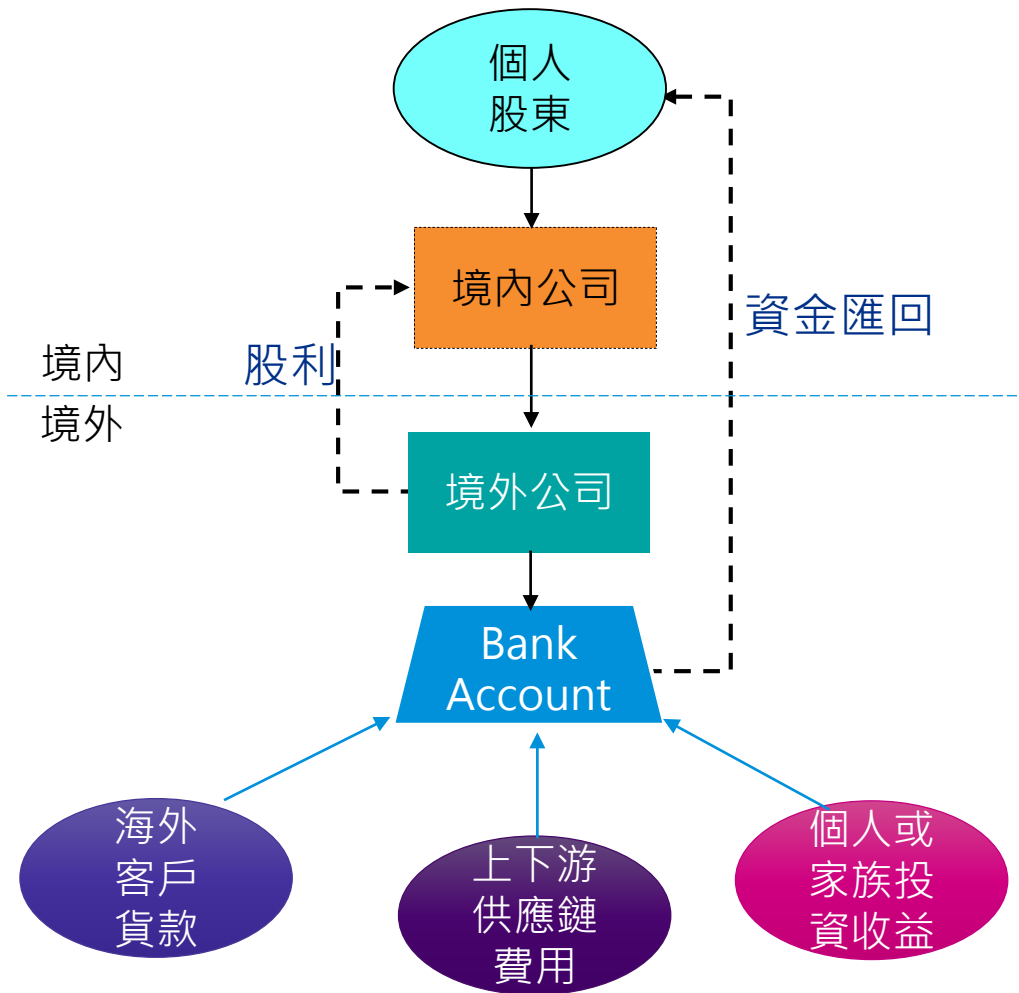 個人
股東
境內公司
資金匯回
股利
境內
境外
境外公司
Bank
Account
海外
客戶
貨款
上下游
供應鏈
費用
個人或
家族投
資收益